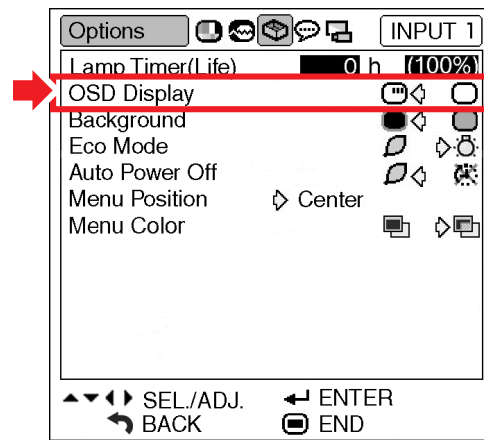 Options INPUT 1
Lamp Timer(Life) 0 h (100%)
OSD Display
Background
Eco Mode
Auto Power Off
Menu Position Center
Menu Color
SEL./ADJ. ENTER
BACK END